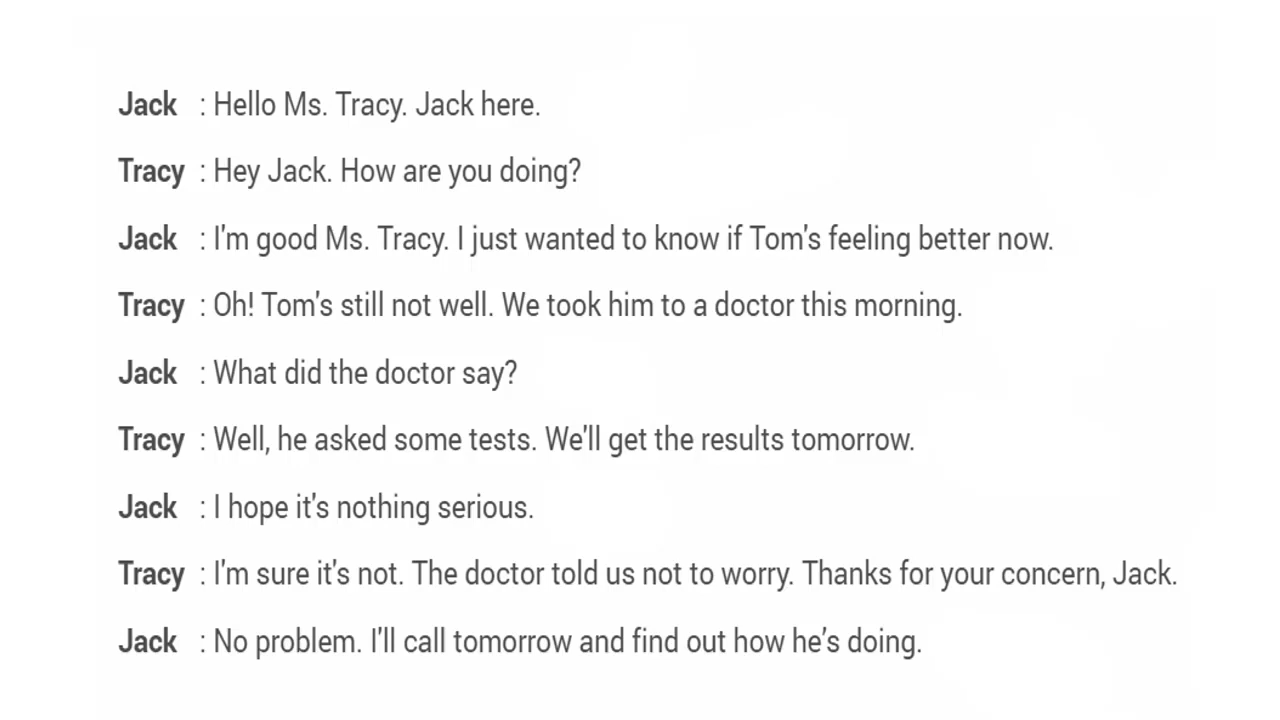 Jack : Hello Ms. Tracy. Jack here.
Tracy : Hey Jack. How are you doing?
Jack : I'm good Ms. Tracy. I just wanted to know if Tom's feeling better now.
Tracy : Oh! Tom's still not well. We took him to a doctor this morning.
Jack : What did the doctor say?
Tracy : Well, he asked some tests. We'll get the results tomorrow.
Jack : I hope it's nothing serious.
Tracy : I'm sure it's not. The doctor told us not to worry. Thanks for your concern, Jack.
Jack : No problem. I'll call tomorrow and find out how he's doing.